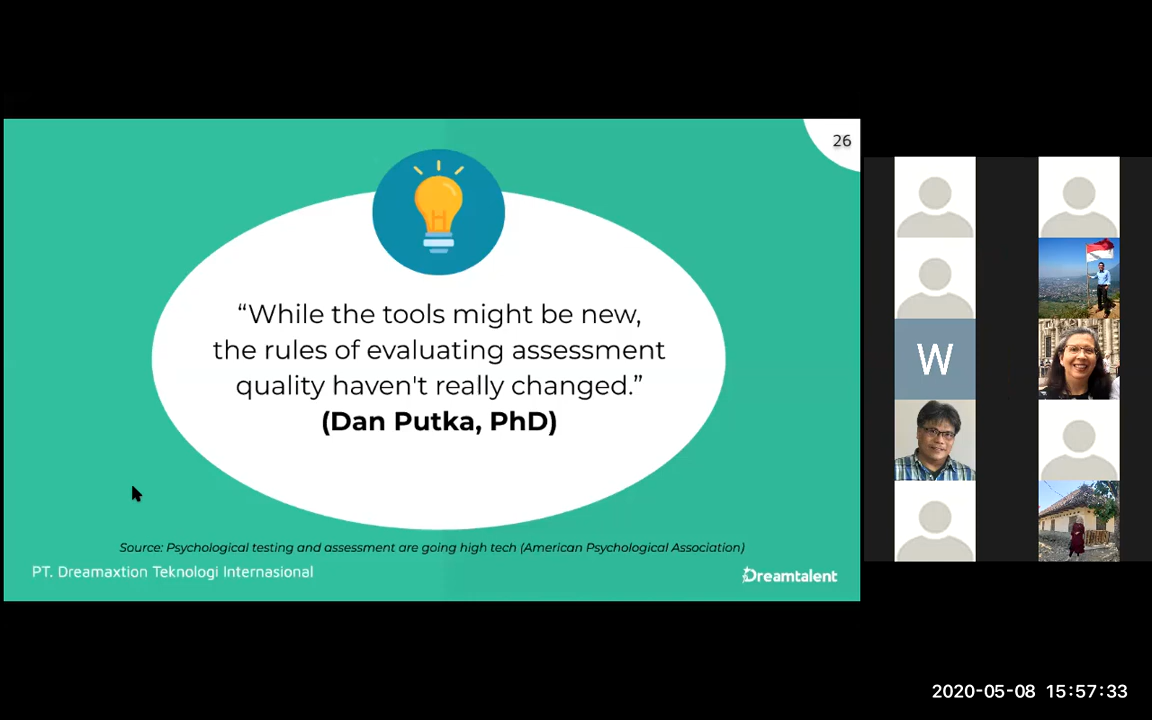 26
“While the tools might be new,
the rules of evaluating assessment
quality haven't really changed.”
(Dan Putka, PhD)
Source: Psychological testing and assessment are going high tech (American Psychological Association)
PT. Dreamaxtion Teknologi Internasional
Dreamtalent
W
2020-05-08 15:57:33